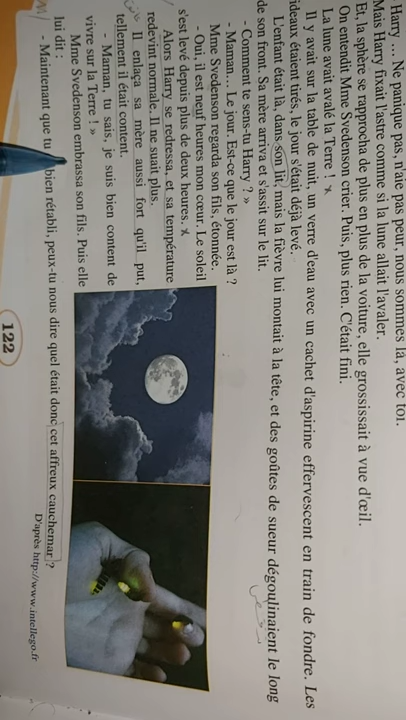 Harry ... Ne panique pas, n'aie pas peur, nous sommes là, avec toi.
Mais Harry fixait l'astre comme si la lune allait l'avaler.
Et, la sphère se rapprocha de plus en plus de la voiture, elle grossissait à vue d'œil.
On entendit Mme Svedenson crier. Puis, plus rien. C'était fini.
La lune avait avalé la Terre !
Il y avait sur la table de nuit, un verre d'eau avec un cachet d'aspirine effervescent en train de fondre. Les
ideaux étaient tirés, le jour s'était déjà levé.
L'enfant était là, dans son lit, mais la fièvre lui montait à la tête, et des goûtes de sueur dégoulinaient le long
de son front. Sa mère arriva et s'assit sur le lit.
- Comment te sens-tu Harry ? »
- Maman... Le jour. Est-ce que le jour est là ?
Mme Svedenson regarda son fils, étonnée.
- Oui, il est neuf heures mon cœur. Le soleil
s'est levé depuis plus de deux heures.
Alors Harry se redressa, et sa température
redevint normale. Il ne suait plus.
Il enlaça sa mère aussi fort qu'il put,
tellement il était content.
- Maman, tu sais, je suis bien content de
vivre sur la Terre ! »
Mme Svedenson embrassa son fils. Puis elle
lui dit :
- Maintenant que tu bien rétabli, peux-tu nous dire quel était donc cet affreux cauchemar ?
D'après http://www.intellego.fr
122